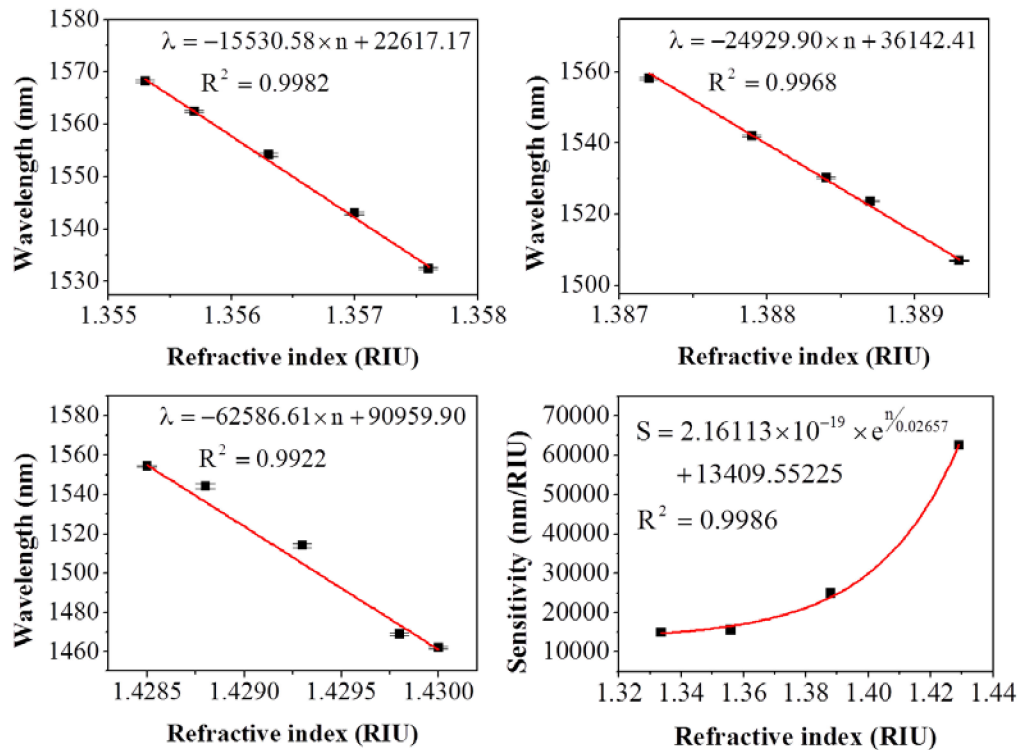 λ = −15530.58 × n + 22617.17
R² = 0.9982
1580
1570
1560
1550
1540
1530
Wavelength (nm)
1.355 1.356 1.357 1.358
Refractive index (RIU)
λ = −24929.90 × n + 36142.41
R² = 0.9968
1560
1540
1520
1500
Wavelength (nm)
1.387 1.388 1.389
Refractive index (RIU)
λ = −62586.61 × n + 90959.90
R² = 0.9922
1580
1560
1540
1520
1500
1480
1460
Wavelength (nm)
1.4285 1.4290 1.4295 1.4300
Refractive index (RIU)
S = 2.16113 × 10⁻¹⁹ × e^(n/0.02657)
+ 13409.55225
R² = 0.9986
70000
60000
50000
40000
30000
20000
10000
Sensitivity (nm/RIU)
1.32 1.34 1.36 1.38 1.40 1.42 1.44
Refractive index (RIU)